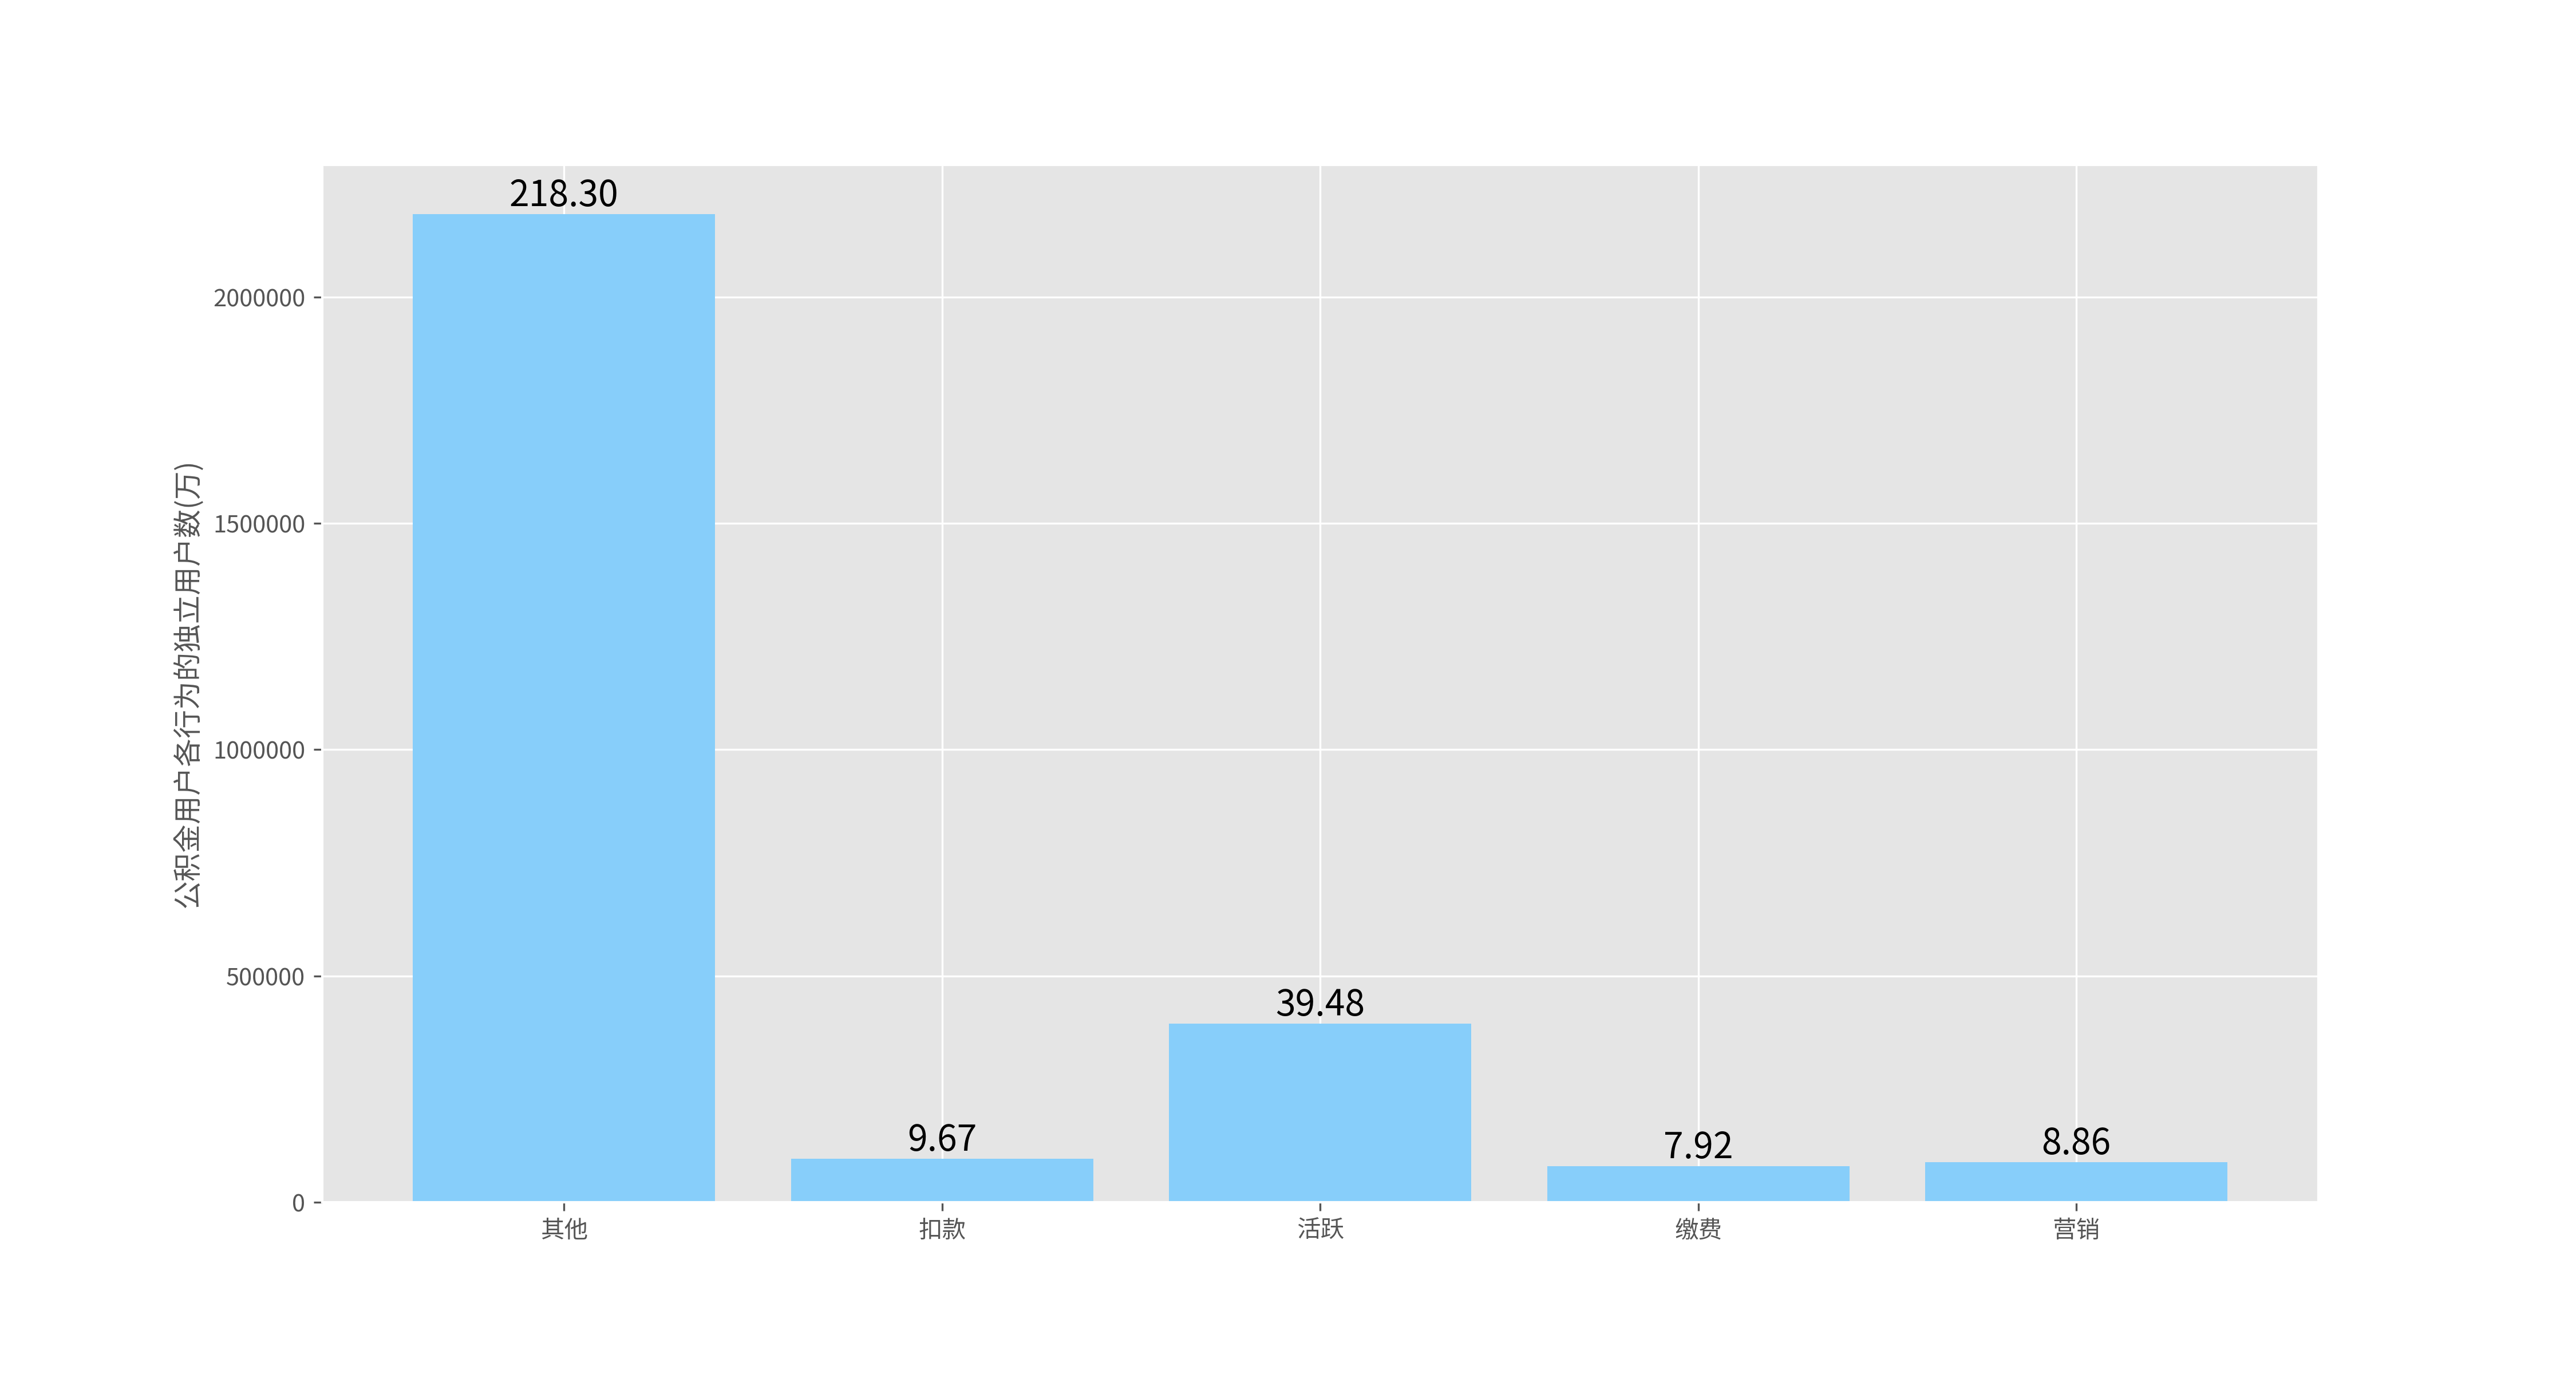 公积金用户各行为的独立用户数(万)
2000000
1500000
1000000
500000
0
218.30
9.67
39.48
7.92
8.86
其他
扣款
活跃
缴费
营销